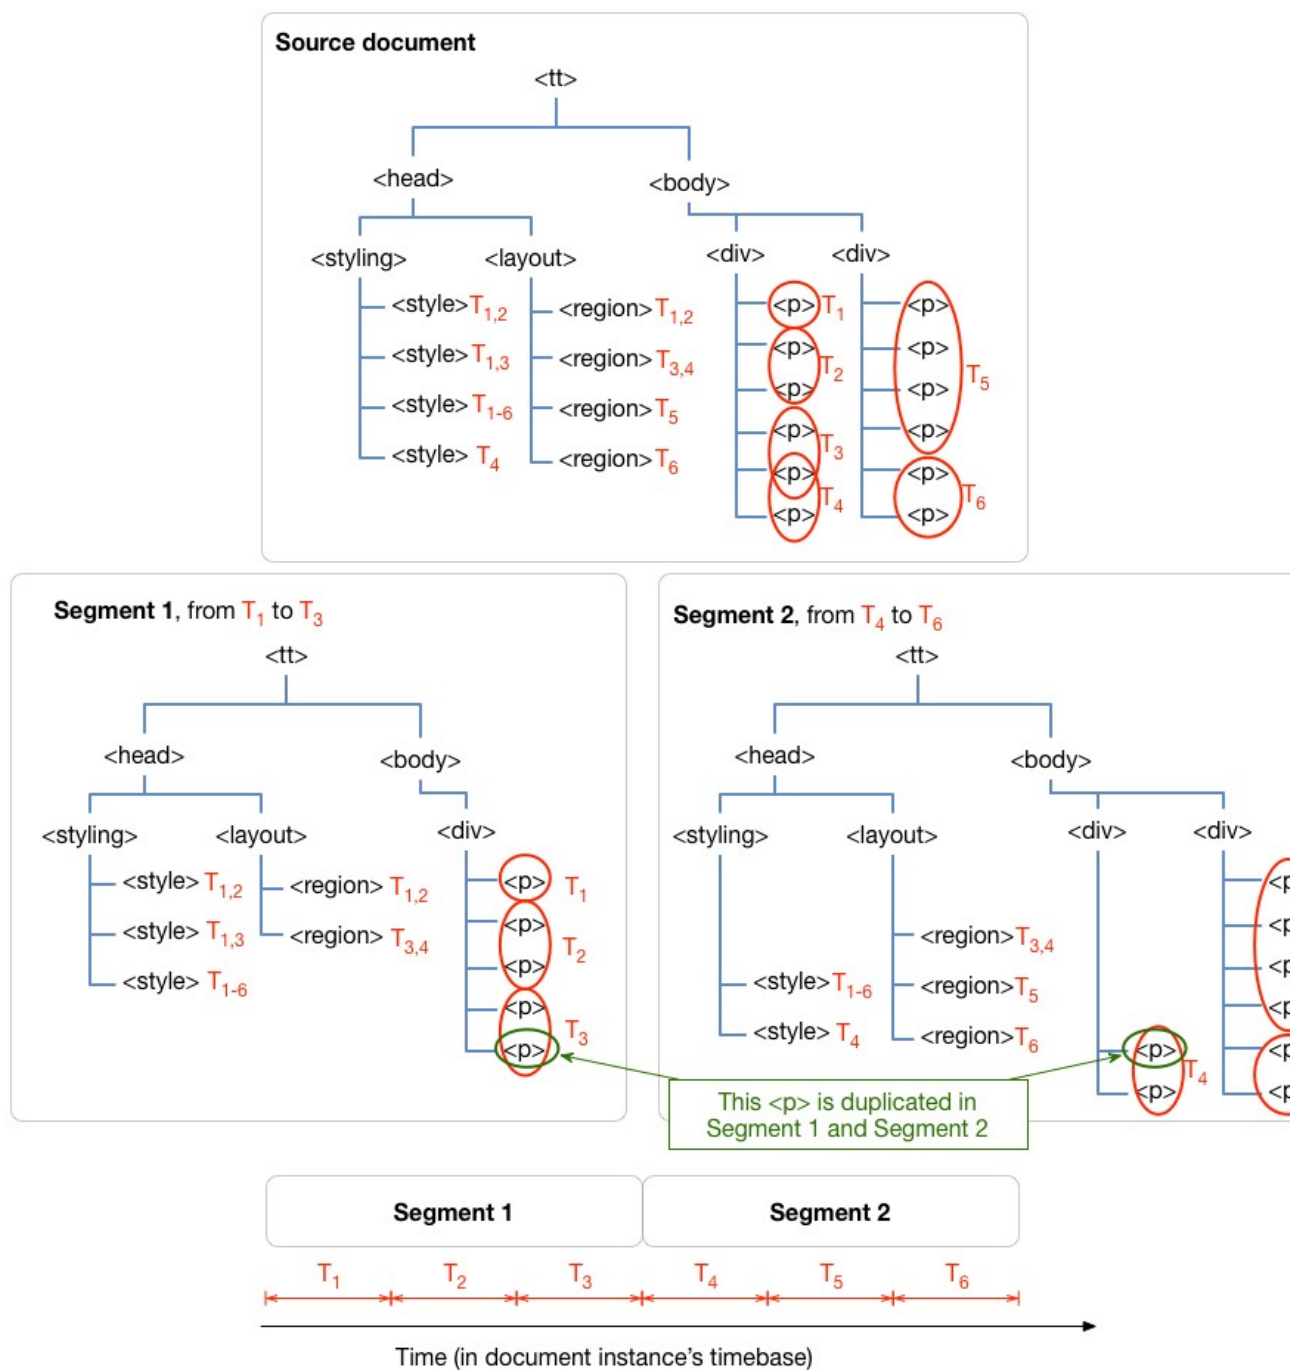 Source document
<tt>
<head> <body>
<styling> <layout> <div> <div>
<style> T1,2 <region> T1,2 <p> T1 <p>
<style> T1,3 <region> T3,4 <p> T2 <p>
<style> T1-6 <region> T5 <p> <p> T5
<style> T4 <region> T6 <p> T3 <p>
<p> T4 <p> T6
<p> <p>
Segment 1, from T1 to T3
<tt>
<head> <body>
<styling> <layout> <div>
<style> T1,2 <region> T1,2 <p> T1
<style> T1,3 <region> T3,4 <p> T2
<style> T1-6 <p>
<p> T3
<p>
Segment 2, from T4 to T6
<tt>
<head> <body>
<styling> <layout> <div> <div>
<p
<region> T3,4 <p
<style> T1-6 <region> T5 <p
<style> T4 <region> T6 <p
<p> T4 <p
<p> <p
This <p> is duplicated in
Segment 1 and Segment 2
Segment 1 Segment 2
T1 T2 T3 T4 T5 T6
Time (in document instance's timebase)